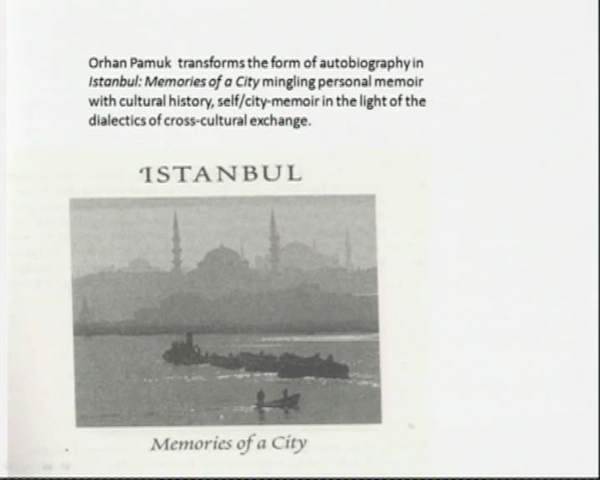 Orhan Pamuk transforms the form of autobiography in
Istanbul: Memories of a City mingling personal memoir
with cultural history, self/city-memoir in the light of the
dialectics of cross-cultural exchange.
ISTANBUL
Memories of a City